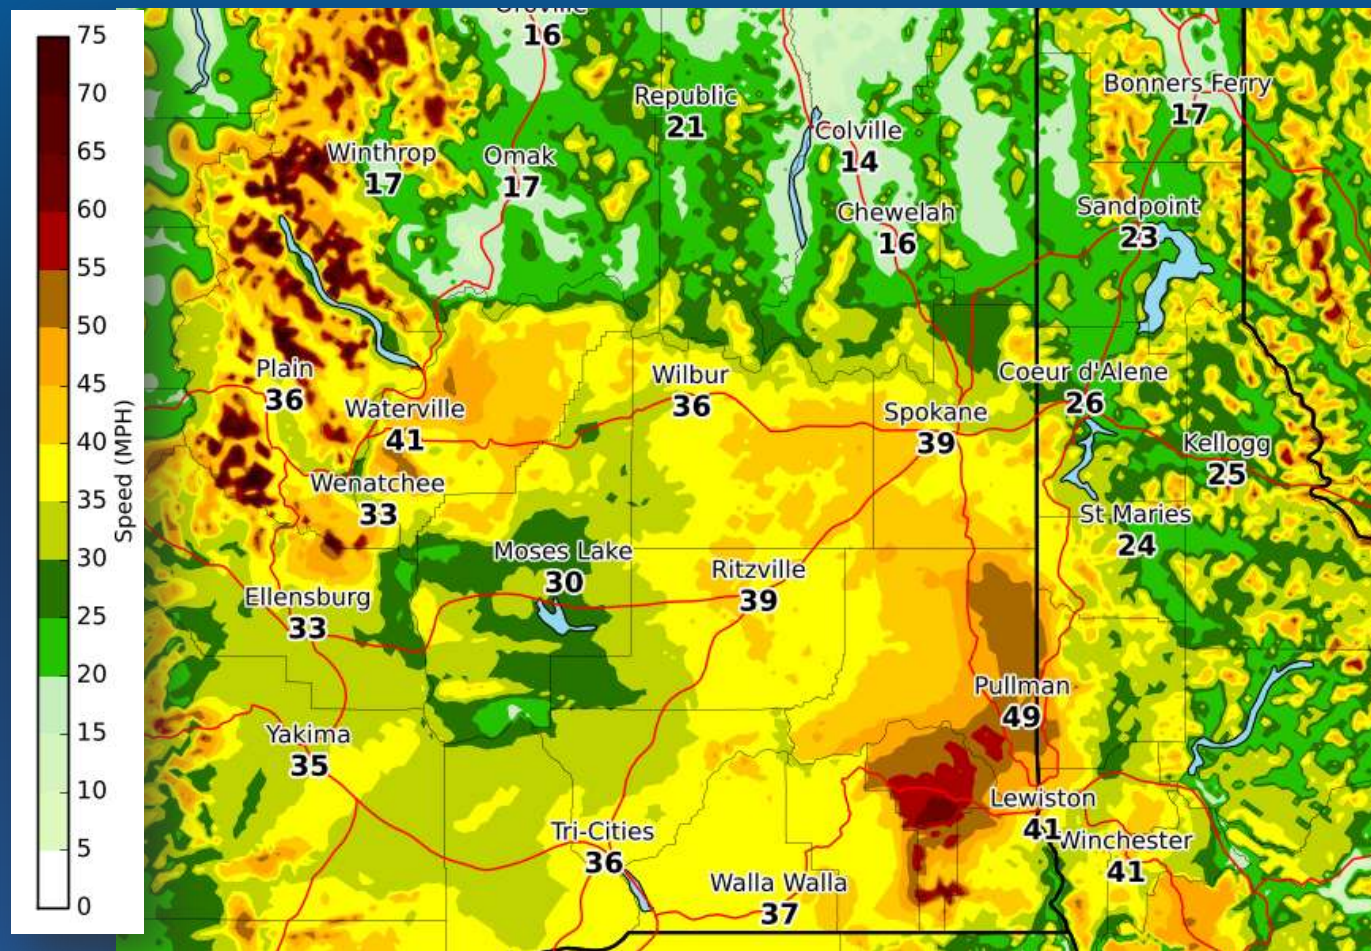 75
70
65
60
55
50
45
40
35
30
25
20
15
10
5
0
Speed (MPH)
Oroville
16
Bonners Ferry
17
Republic
21
Colville
14
Winthrop
17
Omak
17
Chewelah
16
Sandpoint
23
Plain
36
Wilbur
36
Coeur d'Alene
26
Waterville
41
Spokane
39
Kellogg
25
Wenatchee
33
St Maries
24
Moses Lake
30
Ritzville
39
Ellensburg
33
Pullman
49
Yakima
35
Lewiston
41
Tri-Cities
36
Winchester
41
Walla Walla
37